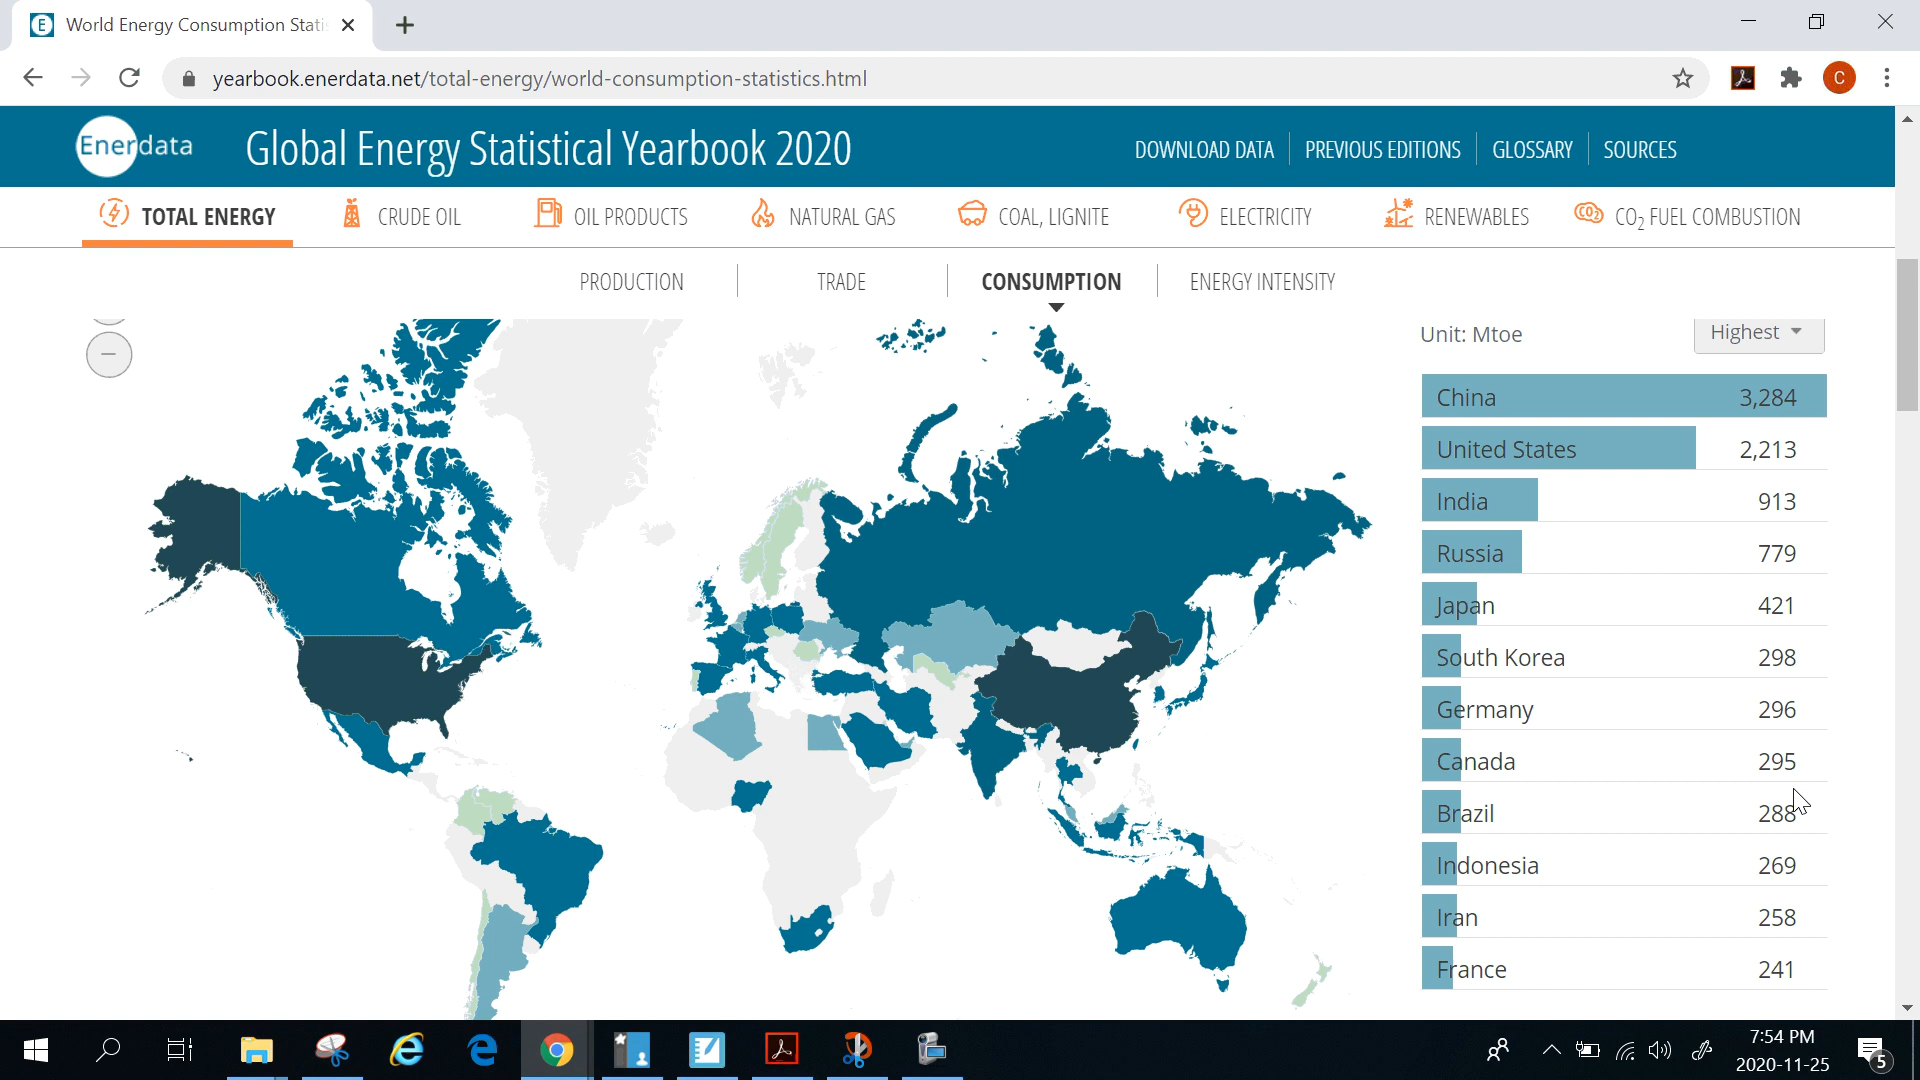 World Energy Consumption Stati
yearbook.enerdata.net/total-energy/world-consumption-statistics.html
C
Enerdata
Global Energy Statistical Yearbook 2020
DOWNLOAD DATA
PREVIOUS EDITIONS
GLOSSARY
SOURCES
TOTAL ENERGY
CRUDE OIL
OIL PRODUCTS
NATURAL GAS
COAL, LIGNITE
ELECTRICITY
RENEWABLES
CO2 CO₂ FUEL COMBUSTION
PRODUCTION
TRADE
CONSUMPTION
ENERGY INTENSITY
Unit: Mtoe
Highest
China 3,284
United States 2,213
India 913
Russia 779
Japan 421
South Korea 298
Germany 296
Canada 295
Brazil 288
Indonesia 269
Iran 258
France 241
7:54 PM
2020-11-25
5